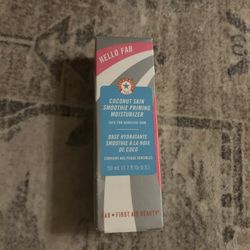 HELLO FAB
COCONUT SKIN
SMOOTHIE PRIMING
MOISTURIZER
SAFE FOR SENSITIVE SKIN
BASE HYDRATANTE
SMOOTHIE À LA NOIX
DE COCO
CONVIENT AUX PEAUX SENSIBLES
50 mL (1.7 fl oz U.S.)
FAB • FIRST AID BEAUTY